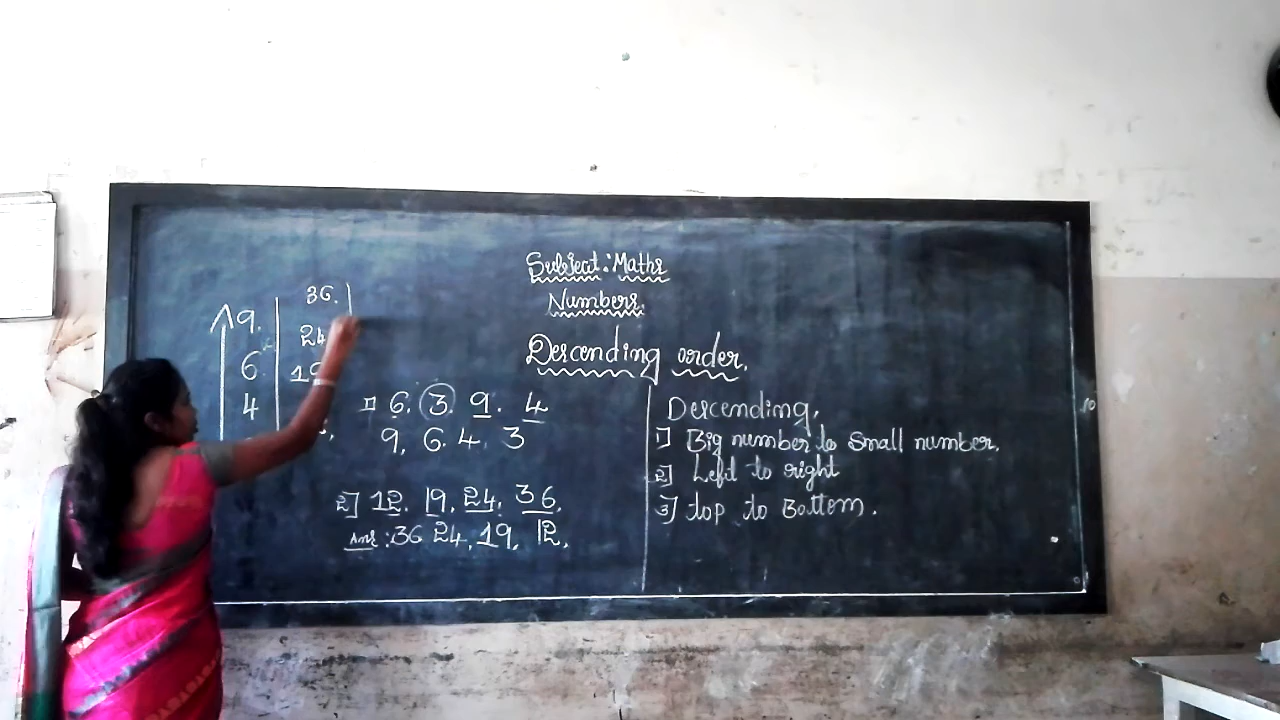 Subject: Maths
Numbers.
Descending order.
36.
9.
24
6
19
4
1] 6. 3. 9. 4
9, 6. 4, 3
2] 12. 19. 24. 36.
Ans: 36 24, 19, 12,
Descending,
1] Big number to small number.
2] Left to right
3] top to Bottom.